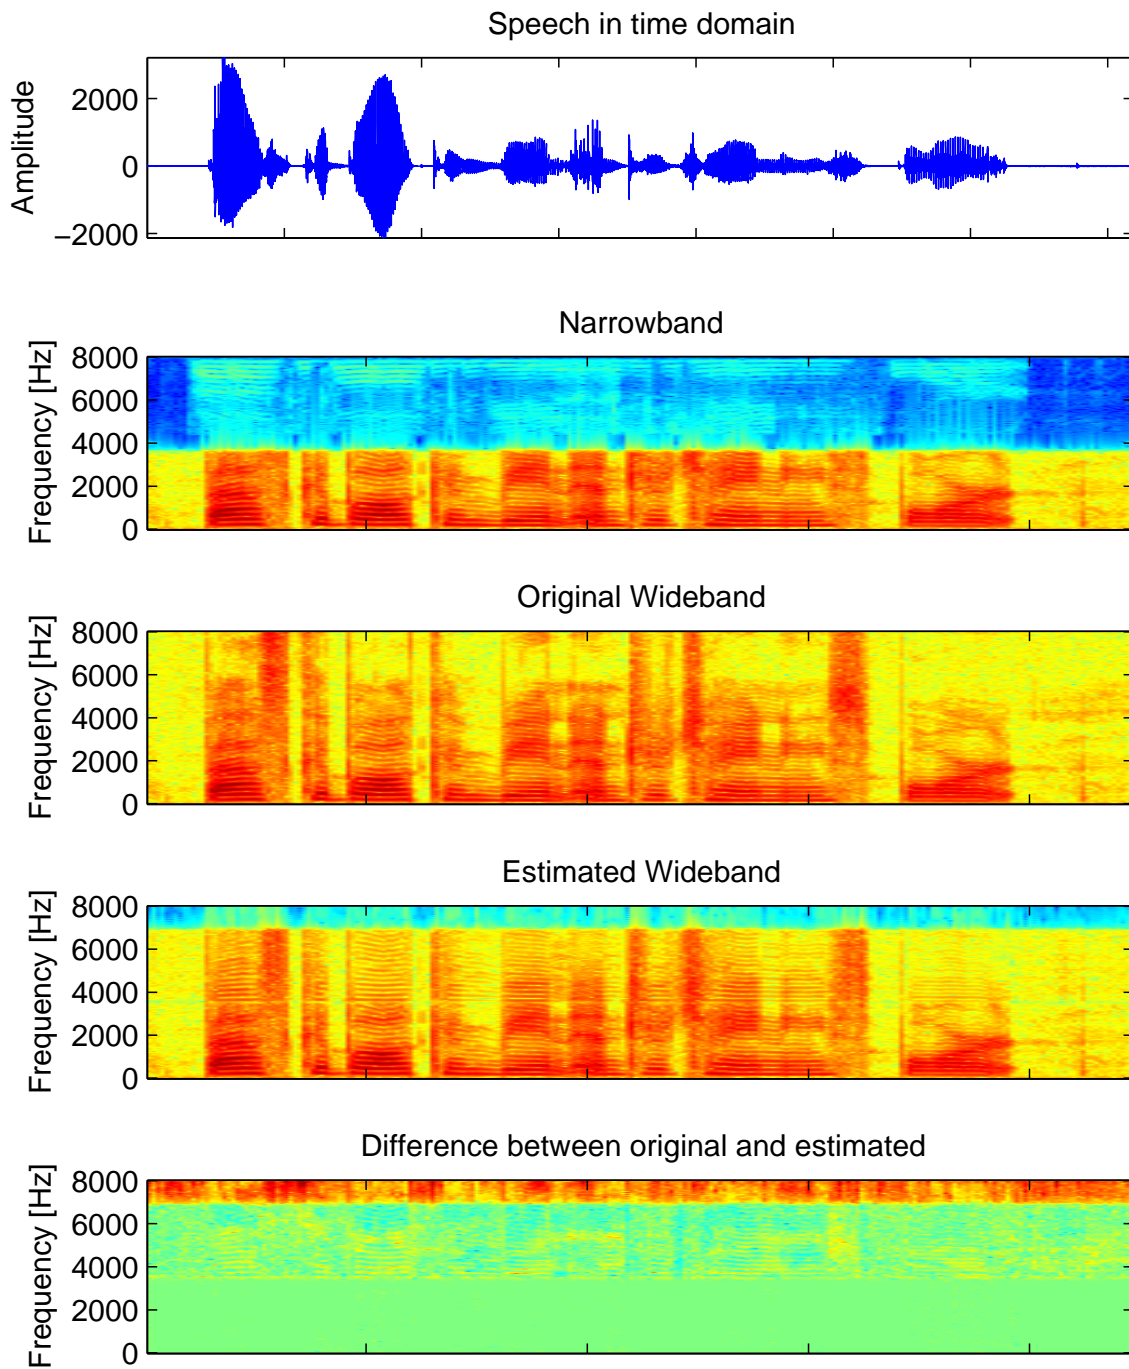 Speech in time domain
Amplitude
2000
0
−2000
Narrowband
Frequency [Hz]
8000
6000
4000
2000
0
Original Wideband
Frequency [Hz]
8000
6000
4000
2000
0
Estimated Wideband
Frequency [Hz]
8000
6000
4000
2000
0
Difference between original and estimated
Frequency [Hz]
8000
6000
4000
2000
0